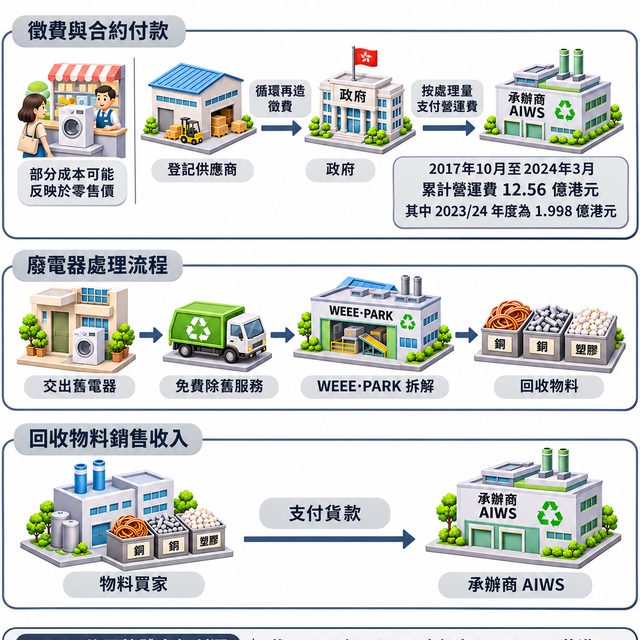 徵費與合約付款
部分成本可能
反映於零售價
登記供應商
循環再造
徵費
政府
政府
按處理量
支付營運費
承辦商
AIWS
2017年10月至2024年3月
累計營運費 12.56 億港元
其中 2023/24 年度為 1.998 億港元
廢電器處理流程
交出舊電器
免費除舊服務
WEEE·PARK
WEEE·PARK 拆解
銅
銅
塑膠
回收物料
回收物料銷售收入
銅
銅
塑膠
物料買家
支付貨款
承辦商
AIWS
承辦商 AIWS